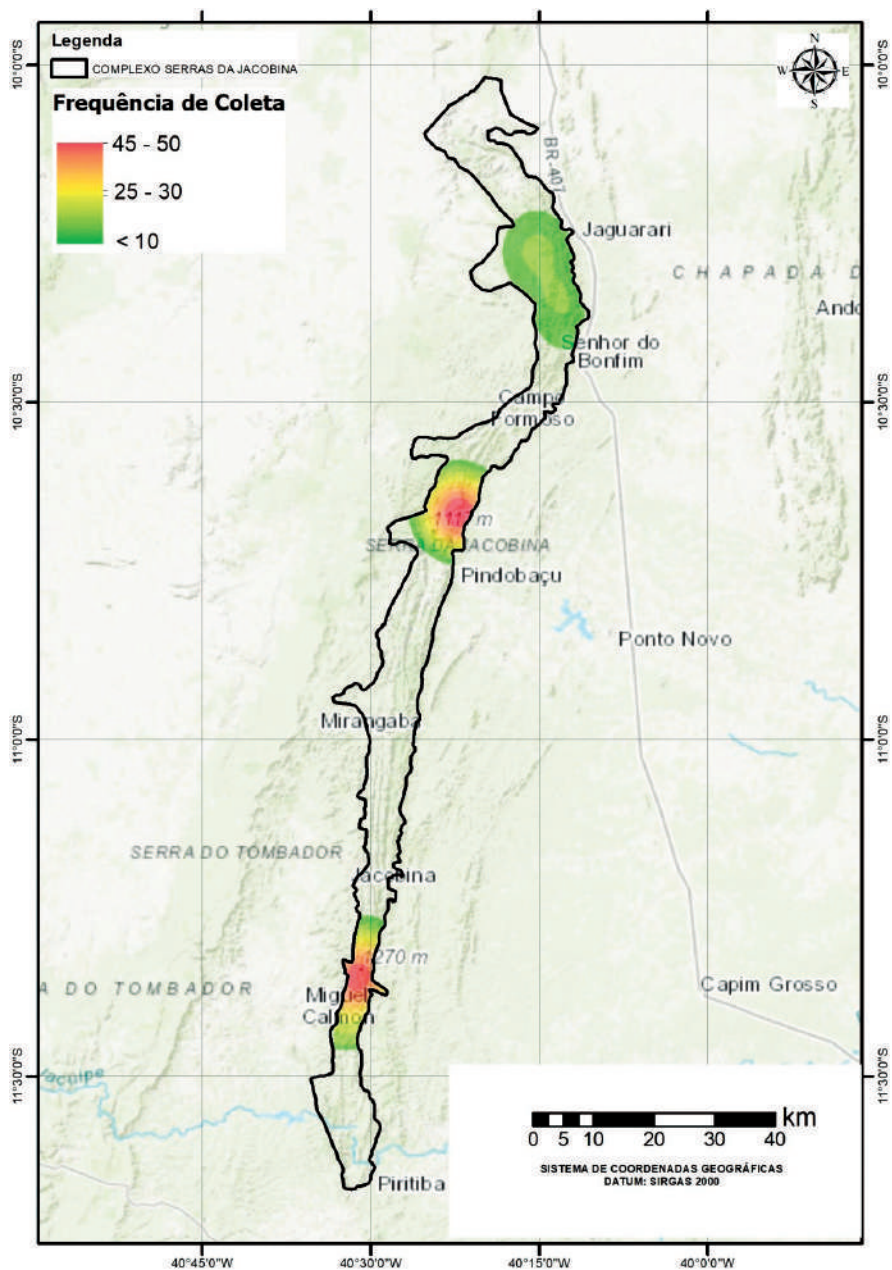 Legenda
COMPLEXO SERRAS DA JACOBINA
Frequência de Coleta
45 - 50
25 - 30
< 10
N
W E
S
10°0'0"S
10°0'0"S
BR-407
Jaguarari
CHAPADA D
Ando
Senhor do
Bonfim
Campo
Formoso
10°30'0"S
10°30'0"S
1117 m
SERRA DA JACOBINA
Pindobaçu
Ponto Novo
Mirangaba
11°0'0"S
11°0'0"S
SERRA DO TOMBADOR
Jacobina
1270 m
A DO TOMBADOR
Miguel
Calmon
Capim Grosso
11°30'0"S
11°30'0"S
Jacuípe
km
0 5 10 20 30 40
SISTEMA DE COORDENADAS GEOGRÁFICAS
DATUM: SIRGAS 2000
Piritiba
40°45'0"W 40°30'0"W 40°15'0"W 40°0'0"W